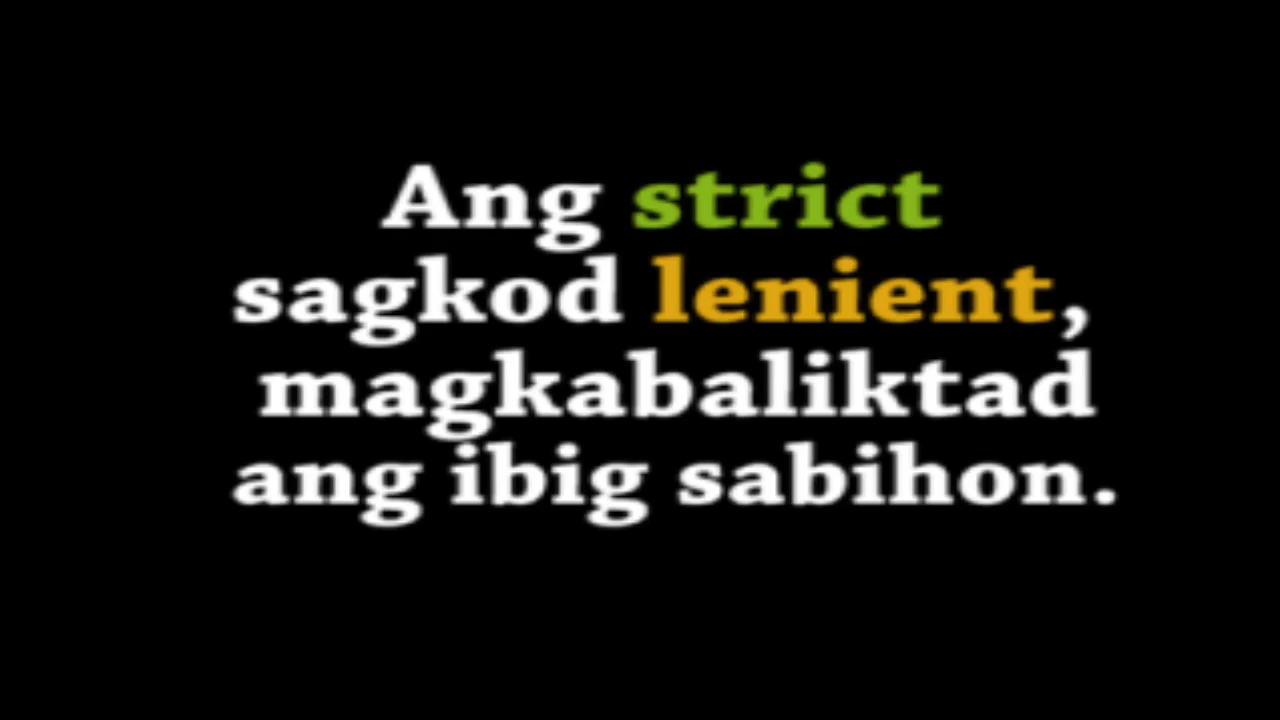 Ang strict
sagkod lenient,
magkabaliktad
ang ibig sabihon.